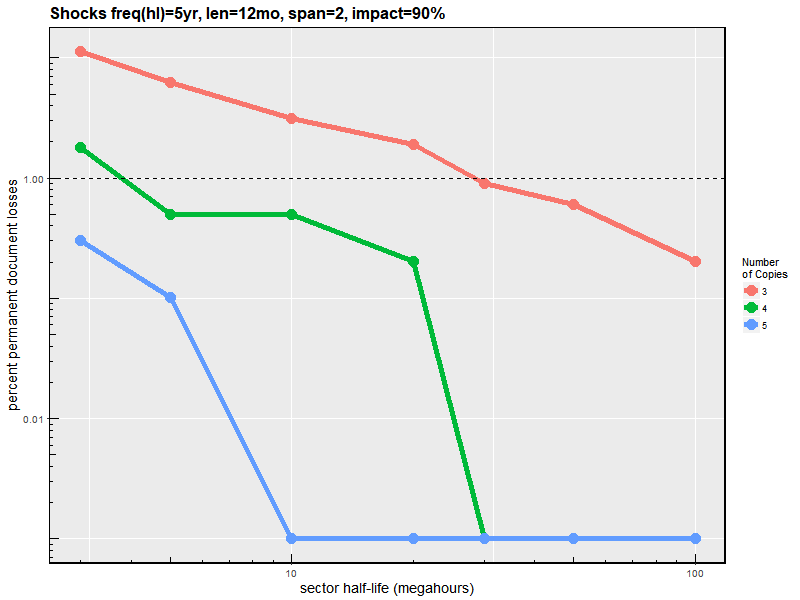 Shocks freq(hl)=5yr, len=12mo, span=2, impact=90%
percent permanent document losses
1.00
0.01
10
100
sector half-life (megahours)
Number
of Copies
3
4
5